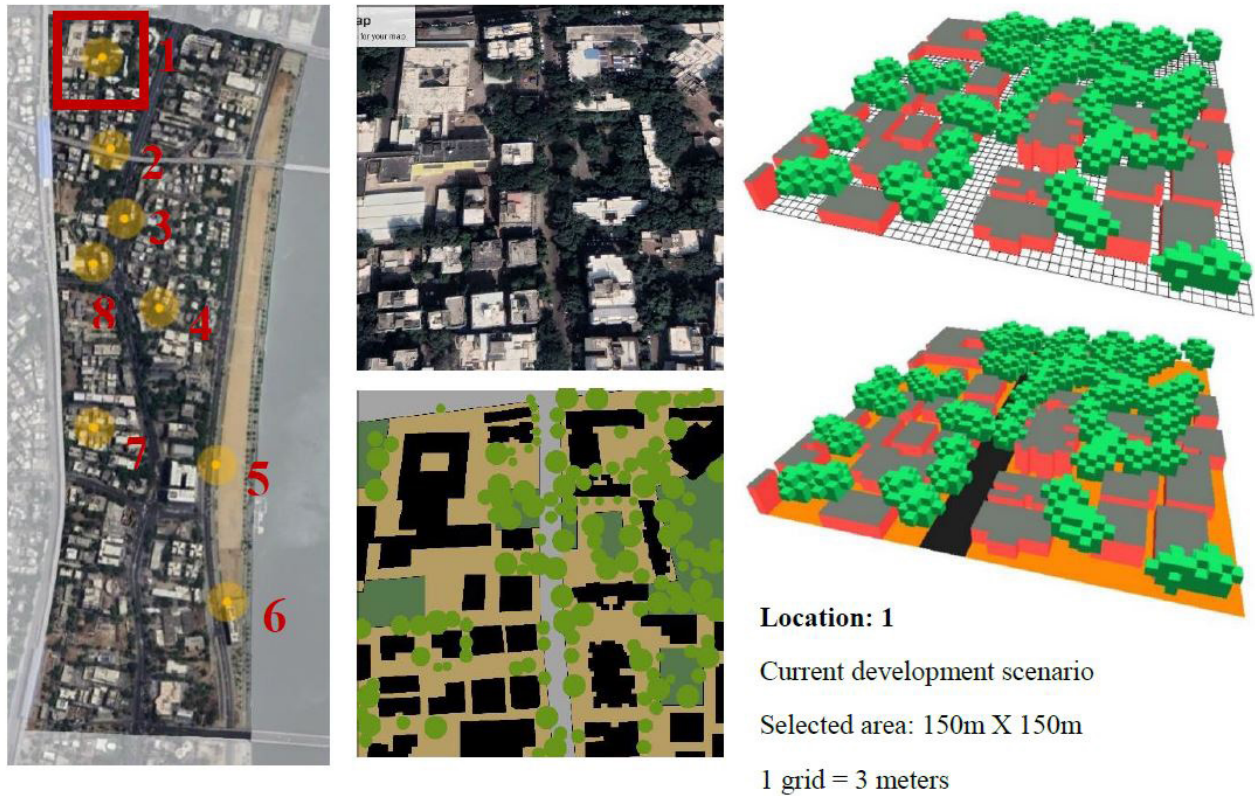 1
2
3
8
4
7
5
6
ap
for your map.
Location: 1
Current development scenario
Selected area: 150m X 150m
1 grid = 3 meters